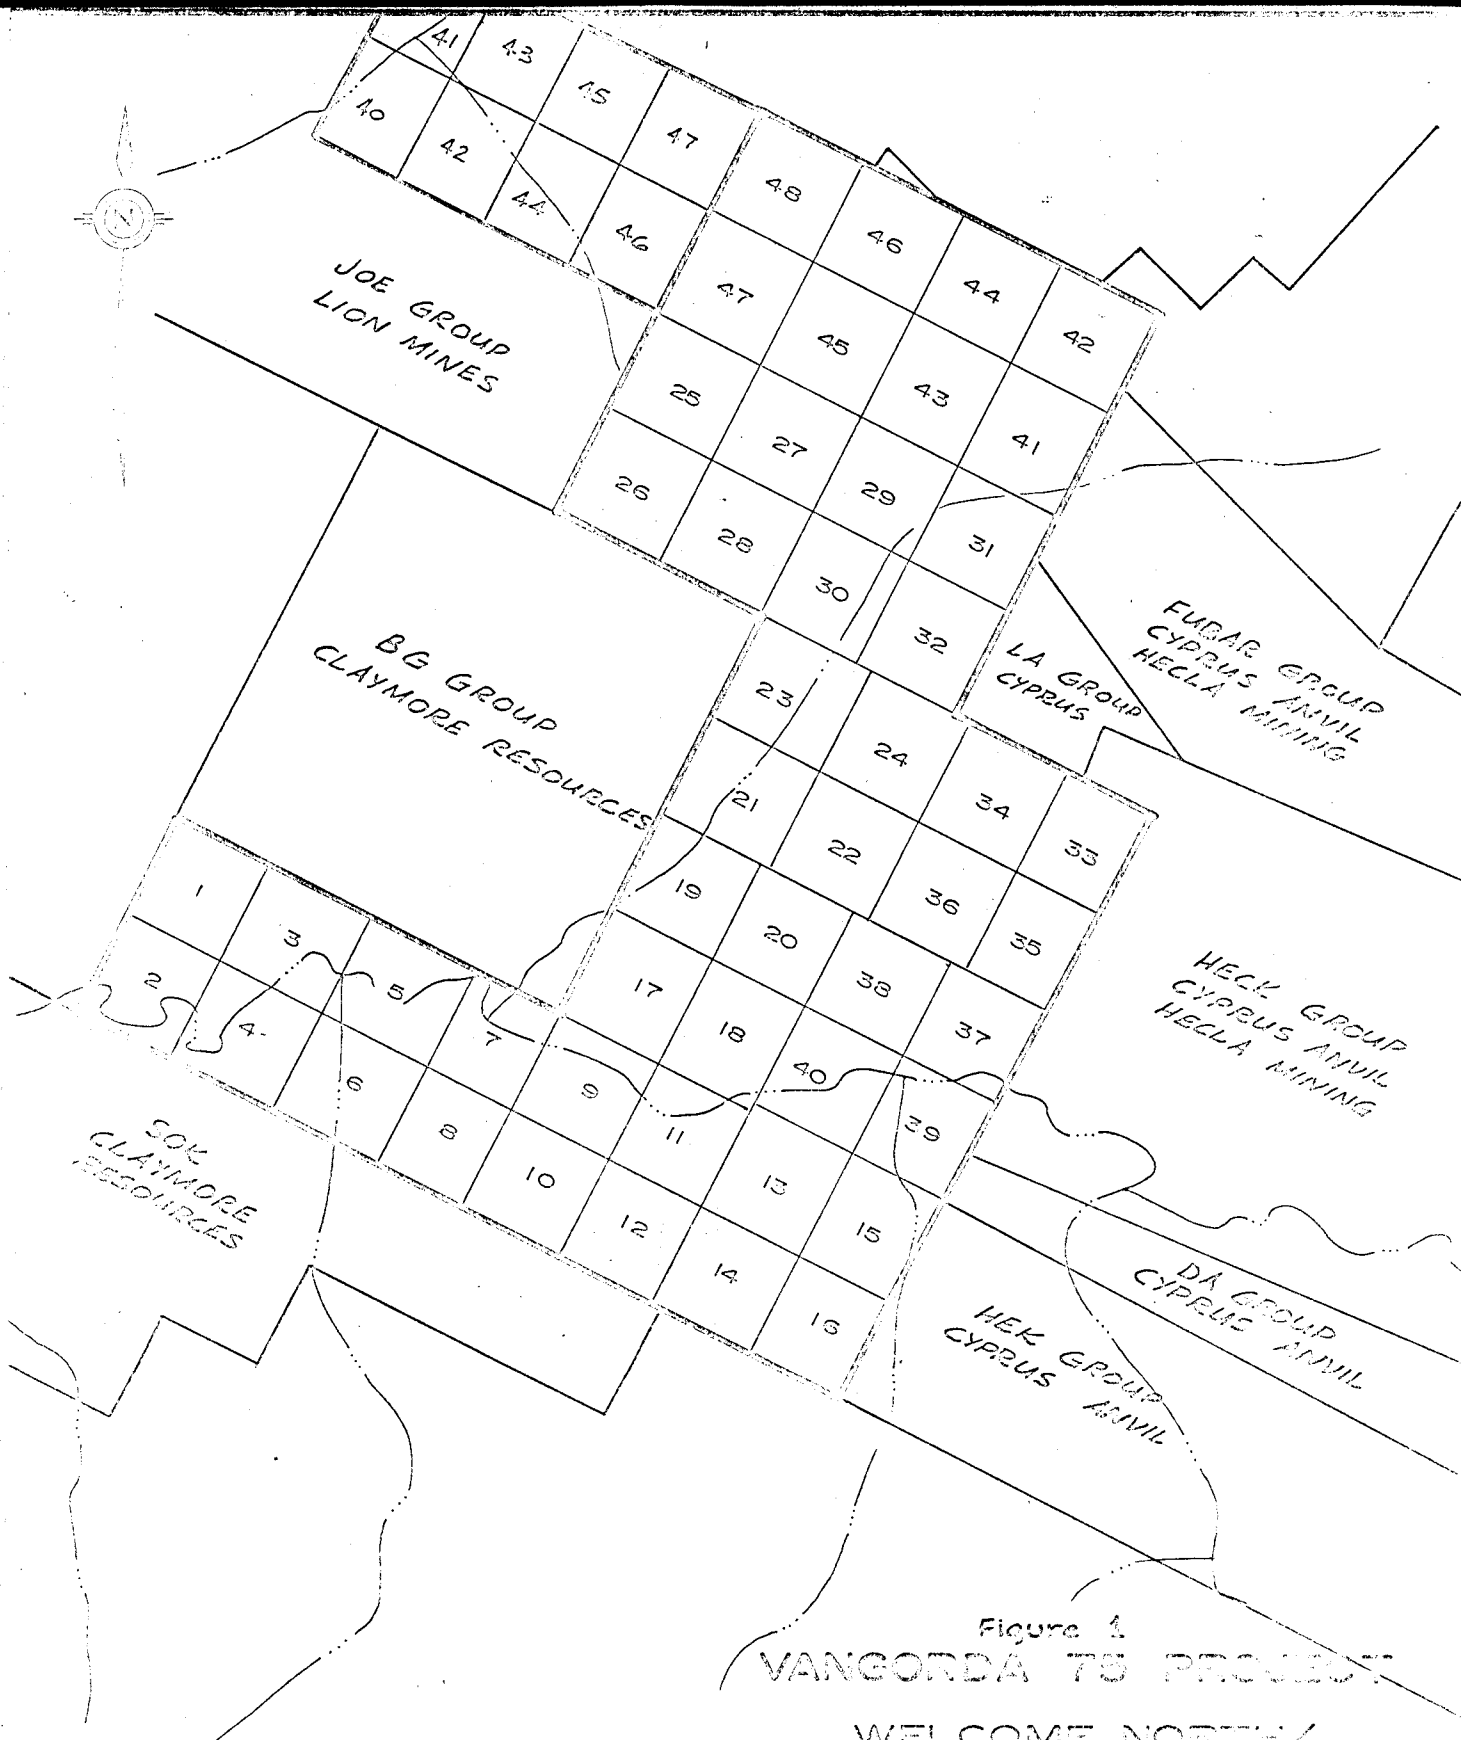 41 43 45 47
40 42 44 46
N
48 46 44 42
47 45 43 41
JOE GROUP
LION MINES
25 27 29 31
26 28 30 32
BG GROUP
CLAYMORE RESOURCES
LA GROUP
CYPRUS
FUBAR GROUP
CYPRUS ANVIL
HECLA MINING
23 24 34 33
21 22 36 35
19 20 38 37
17 18 40 39
1 3 5 7 9 11 13 15
2 4 6 8 10 12 14 16
HECK GROUP
CYPRUS ANVIL
HECLA MINING
SOK
CLAYMORE
RESOURCES
DA GROUP
CYPRUS ANVIL
HEK GROUP
CYPRUS ANVIL
Figure 1
VANGORDA 75 PROJECT
WELCOME NORTH/